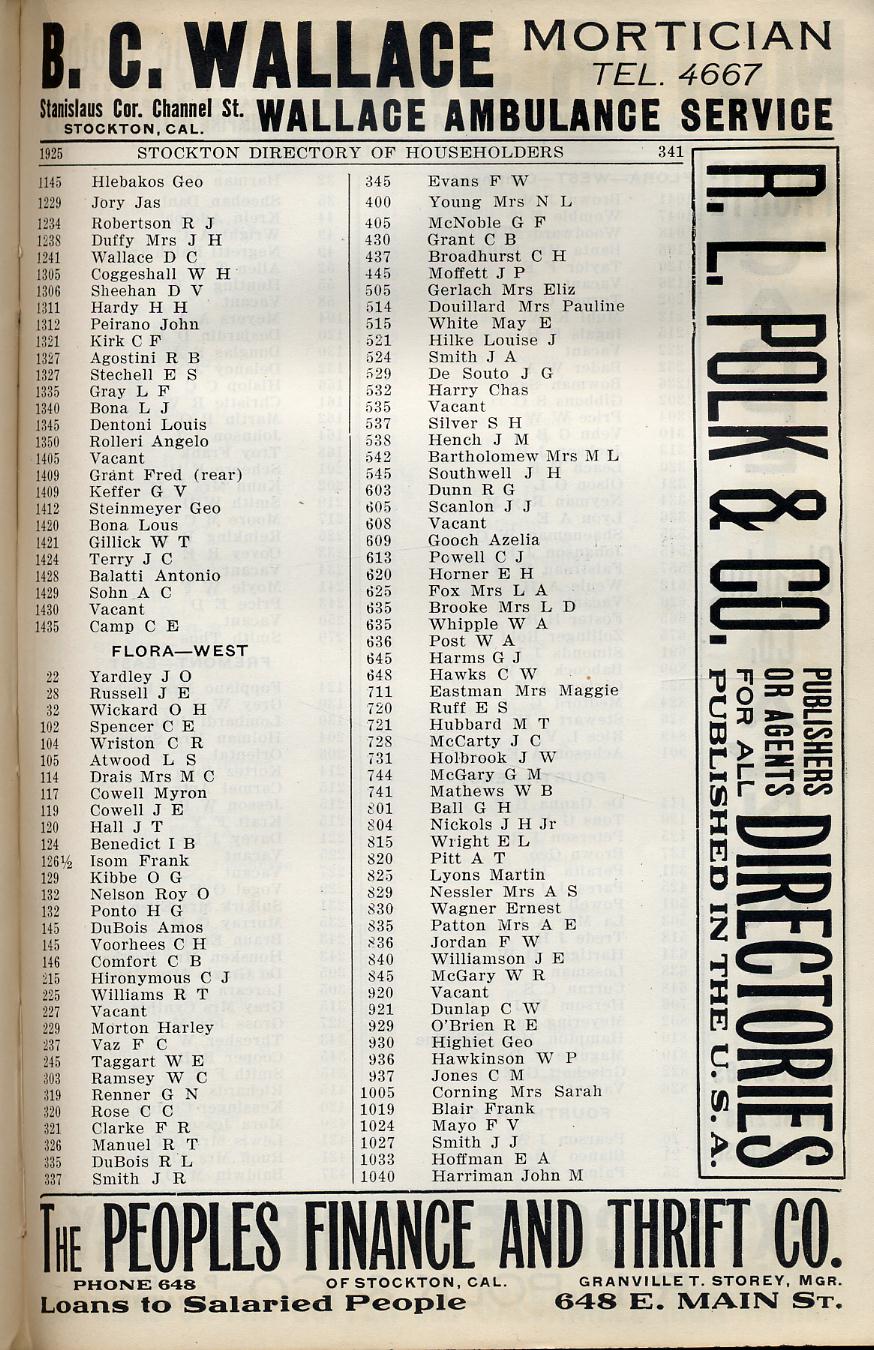 B. C. WALLACE MORTICIAN
TEL. 4667
Stanislaus Cor. Channel St.
STOCKTON, CAL.
WALLACE AMBULANCE SERVICE
1925 STOCKTON DIRECTORY OF HOUSEHOLDERS 341
1145 Hlebakos Geo
1229 Jory Jas
1234 Robertson R J
1238 Duffy Mrs J H
1241 Wallace D C
1305 Coggeshall W H
1306 Sheehan D V
1311 Hardy H H
1312 Peirano John
1321 Kirk C F
1327 Agostini R B
1327 Stechell E S
1335 Gray L F
1340 Bona L J
1345 Dentoni Louis
1350 Rolleri Angelo
1405 Vacant
1409 Grant Fred (rear)
1409 Keffer G V
1412 Steinmeyer Geo
1420 Bona Lous
1421 Gillick W T
1424 Terry J C
1428 Balatti Antonio
1429 Sohn A C
1430 Vacant
1435 Camp C E
FLORA—WEST
22 Yardley J O
28 Russell J E
32 Wickard O H
102 Spencer C E
104 Wriston C R
105 Atwood L S
114 Drais Mrs M C
117 Cowell Myron
119 Cowell J E
120 Hall J T
124 Benedict I B
126½ Isom Frank
129 Kibbe O G
132 Nelson Roy O
132 Ponto H G
145 DuBois Amos
145 Voorhees C H
146 Comfort C B
215 Hironymous C J
225 Williams R T
227 Vacant
229 Morton Harley
237 Vaz F C
245 Taggart W E
303 Ramsey W C
319 Renner G N
320 Rose C C
321 Clarke F R
326 Manuel R T
335 DuBois R L
337 Smith J R
345 Evans F W
400 Young Mrs N L
405 McNoble G F
430 Grant C B
437 Broadhurst C H
445 Moffett J P
505 Gerlach Mrs Eliz
514 Douillard Mrs Pauline
515 White May E
521 Hilke Louise J
524 Smith J A
529 De Souto J G
532 Harry Chas
535 Vacant
537 Silver S H
538 Hench J M
542 Bartholomew Mrs M L
545 Southwell J H
603 Dunn R G
605 Scanlon J J
608 Vacant
609 Gooch Azelia
613 Powell C J
620 Horner E H
625 Fox Mrs L A
635 Brooke Mrs L D
635 Whipple W A
636 Post W A
645 Harms G J
648 Hawks C W
711 Eastman Mrs Maggie
720 Ruff E S
721 Hubbard M T
728 McCarty J C
731 Holbrook J W
744 McGary G M
741 Mathews W B
801 Ball G H
804 Nickols J H Jr
815 Wright E L
820 Pitt A T
825 Lyons Martin
829 Nessler Mrs A S
830 Wagner Ernest
835 Patton Mrs A E
836 Jordan F W
840 Williamson J E
845 McGary W R
920 Vacant
921 Dunlap C W
929 O'Brien R E
930 Highiet Geo
936 Hawkinson W P
937 Jones C M
1005 Corning Mrs Sarah
1019 Blair Frank
1024 Mayo F V
1027 Smith J J
1033 Hoffman E A
1040 Harriman John M
R. L. POLK & CO.
PUBLISHERS
OR AGENTS
FOR ALL
DIRECTORIES
PUBLISHED IN THE U. S. A.
THE PEOPLES FINANCE AND THRIFT CO.
PHONE 648 OF STOCKTON, CAL. GRANVILLE T. STOREY, MGR.
Loans to Salaried People 648 E. MAIN ST.